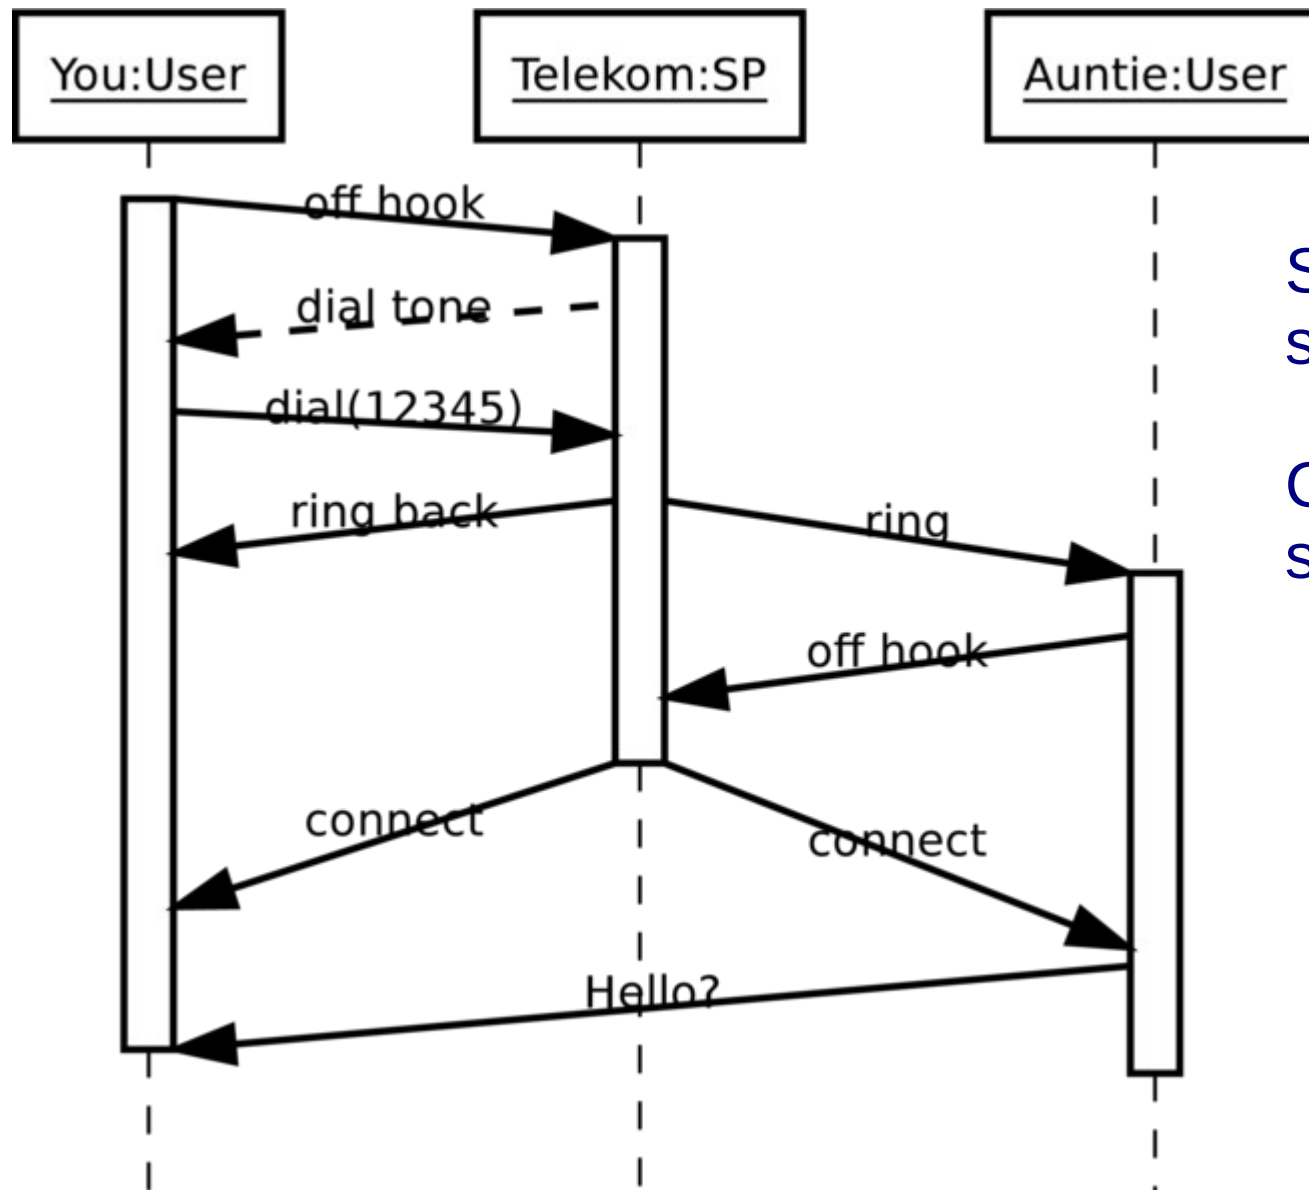 You:User
Telekom:SP
Auntie:User
off hook
dial tone
dial(12345)
ring back
ring
off hook
connect
connect
Hello?